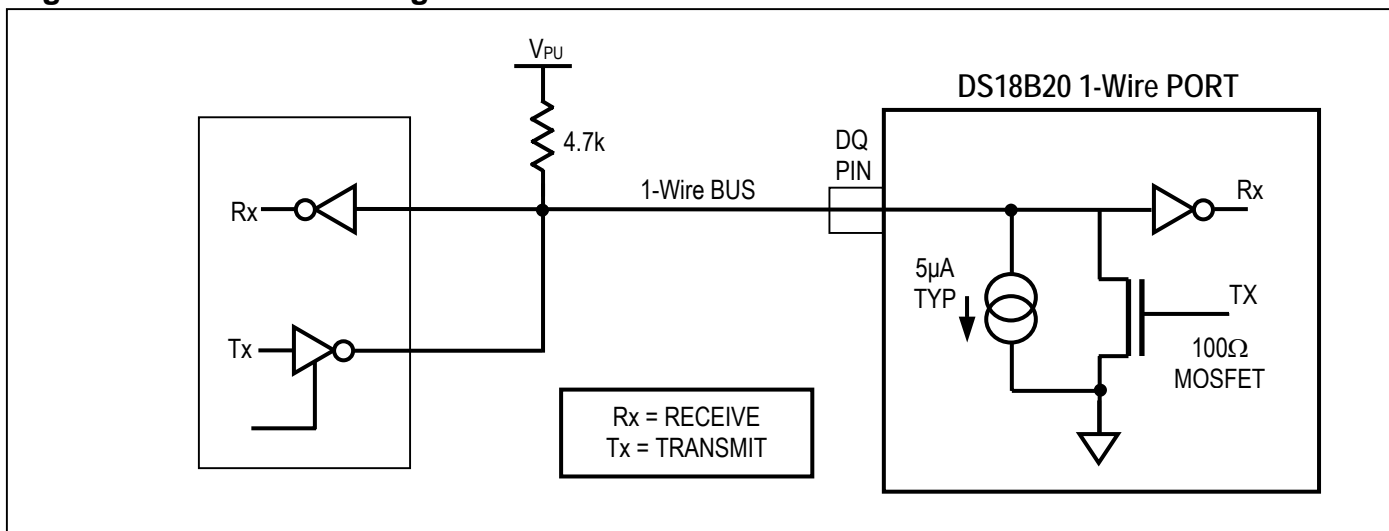 VPU
4.7k
1-Wire BUS
Rx
Tx
DS18B20 1-Wire PORT
DQ
PIN
Rx
5µA
TYP
TX
100Ω
MOSFET
Rx = RECEIVE
Tx = TRANSMIT